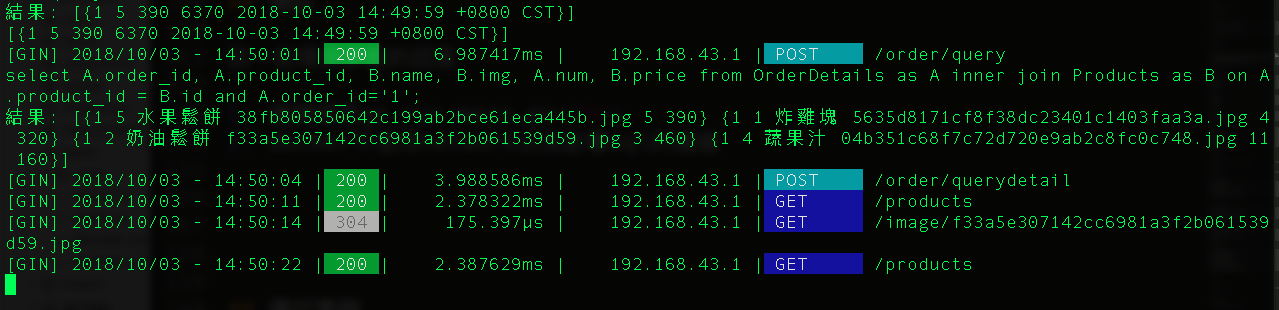 結果: [{1 5 390 6370 2018-10-03 14:49:59 +0800 CST}]
[{1 5 390 6370 2018-10-03 14:49:59 +0800 CST}]
[GIN] 2018/10/03 - 14:50:01 | 200 |     6.987417ms |    192.168.43.1 | POST     /order/query
select A.order_id, A.product_id, B.name, B.img, A.num, B.price from OrderDetails as A inner join Products as B on A
.product_id = B.id and A.order_id='1';
結果: [{1 5 水果鬆餅 38fb805850642c199ab2bce61eca445b.jpg 5 390} {1 1 炸雞塊 5635d8171cf8f38dc23401c1403faa3a.jpg 4
 320} {1 2 奶油鬆餅 f33a5e307142cc6981a3f2b061539d59.jpg 3 460} {1 4 蔬果汁 04b351c68f7c72d720e9ab2c8fc0c748.jpg 11
 160}]
[GIN] 2018/10/03 - 14:50:04 | 200 |     3.988586ms |    192.168.43.1 | POST     /order/querydetail
[GIN] 2018/10/03 - 14:50:11 | 200 |     2.378322ms |    192.168.43.1 | GET      /products
[GIN] 2018/10/03 - 14:50:14 | 304 |      175.397µs |    192.168.43.1 | GET      /image/f33a5e307142cc6981a3f2b061539
d59.jpg
[GIN] 2018/10/03 - 14:50:22 | 200 |     2.387629ms |    192.168.43.1 | GET      /products